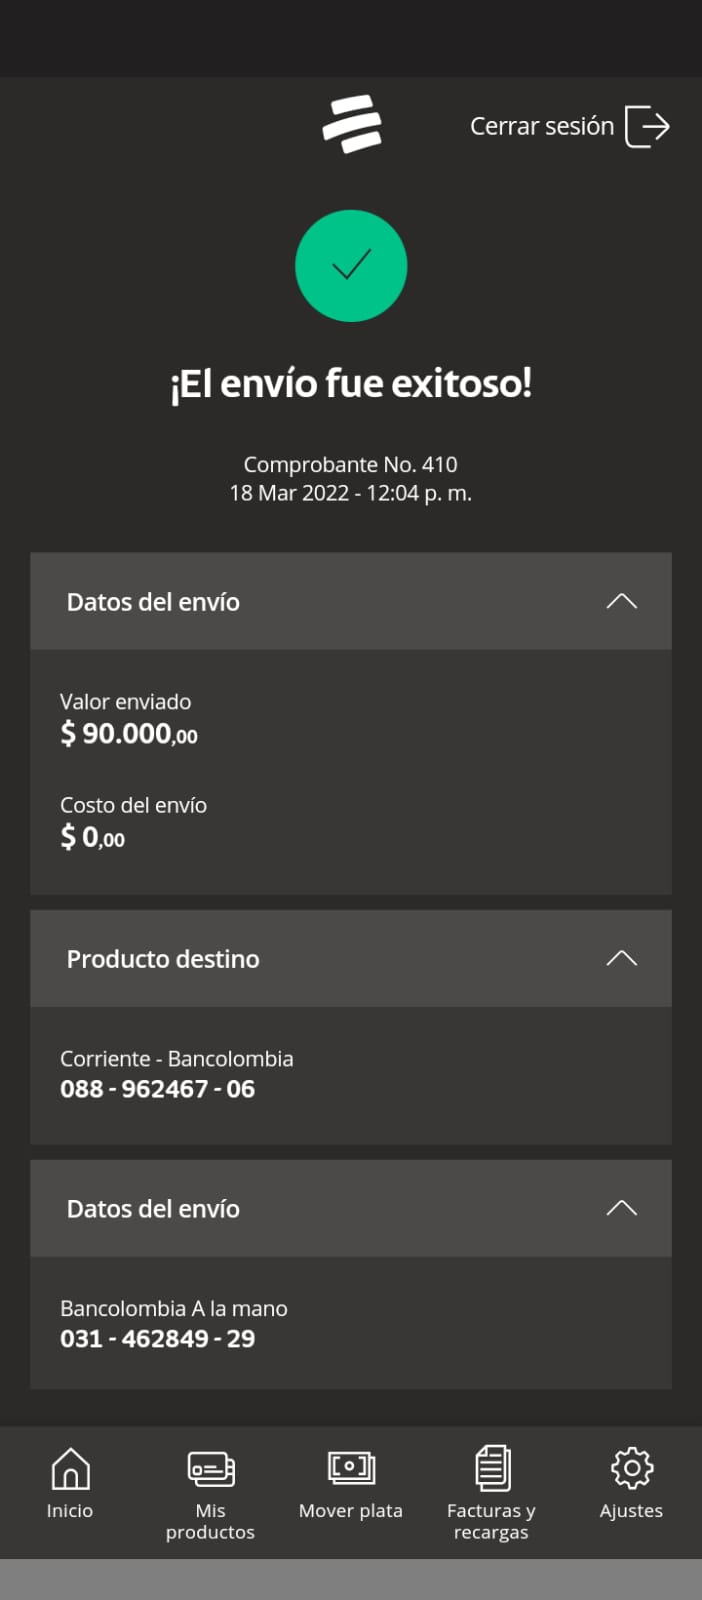 Cerrar sesión
¡El envío fue exitoso!
Comprobante No. 410
18 Mar 2022 - 12:04 p. m.
Datos del envío
Valor enviado
$ 90.000,00
Costo del envío
$ 0,00
Producto destino
Corriente - Bancolombia
088 - 962467 - 06
Datos del envío
Bancolombia A la mano
031 - 462849 - 29
Inicio
Mis
productos
Mover plata
Facturas y
recargas
Ajustes